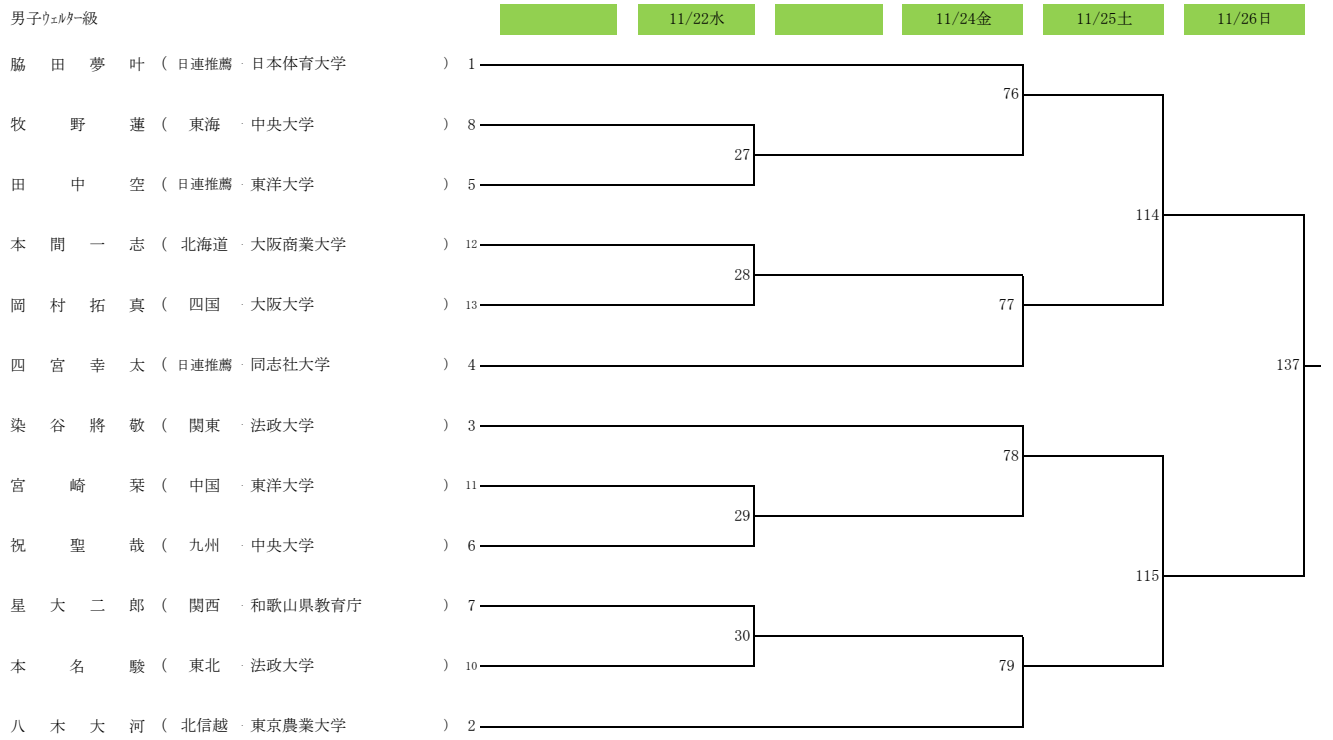 男子ウェルター級 11/22水 11/24金 11/25土 11/26日
脇田夢叶 ( 日連推薦 · 日本体育大学 ) 1
76
牧野蓮 ( 東海 · 中央大学 ) 8
27
田中空 ( 日連推薦 · 東洋大学 ) 5
114
本間一志 ( 北海道 · 大阪商業大学 ) 12
28
岡村拓真 ( 四国 · 大阪大学 ) 13 77
四宮幸太 ( 日連推薦 · 同志社大学 ) 4 137
染谷將敬 ( 関東 · 法政大学 ) 3
78
宮崎栞 ( 中国 · 東洋大学 ) 11
29
祝聖哉 ( 九州 · 中央大学 ) 6
115
星大二郎 ( 関西 · 和歌山県教育庁 ) 7
30
本名駿 ( 東北 · 法政大学 ) 10 79
八木大河 ( 北信越 · 東京農業大学 ) 2